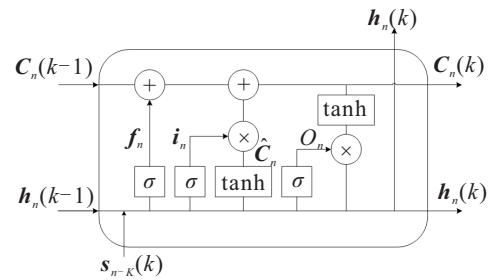 h_n(k)
C_n(k−1)
C_n(k)
+
+
tanh
f_n
i_n
×
Ĉ_n
O_n
×
σ
σ
tanh
σ
h_n(k−1)
h_n(k)
s_{n−K}(k)